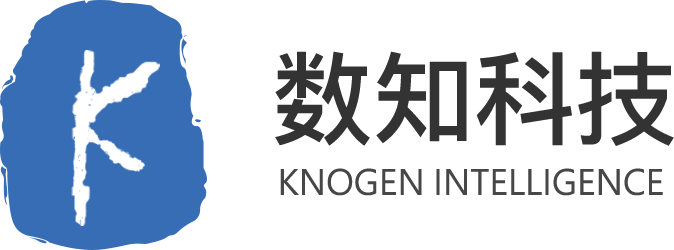 K
数知科技
KNOGEN INTELLIGENCE